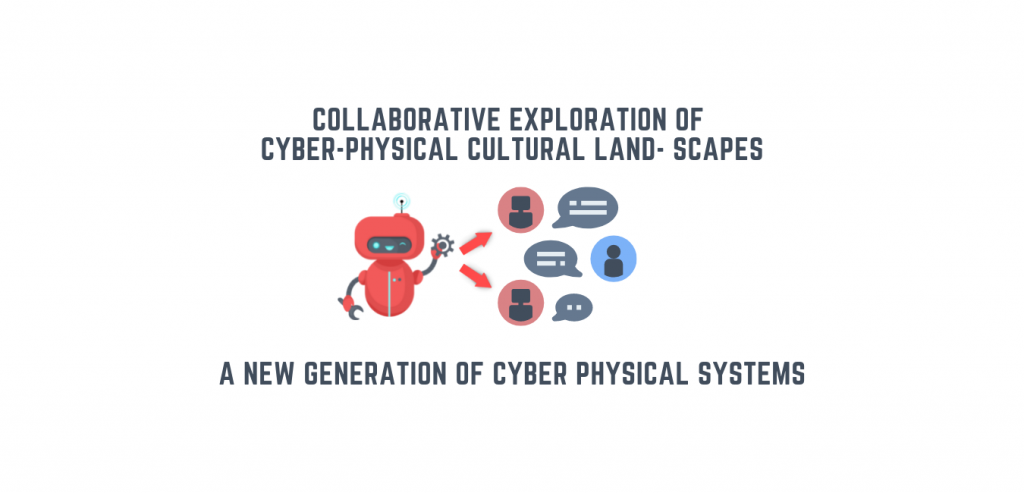 COLLABORATIVE EXPLORATION OF
CYBER-PHYSICAL CULTURAL LAND- SCAPES
A NEW GENERATION OF CYBER PHYSICAL SYSTEMS